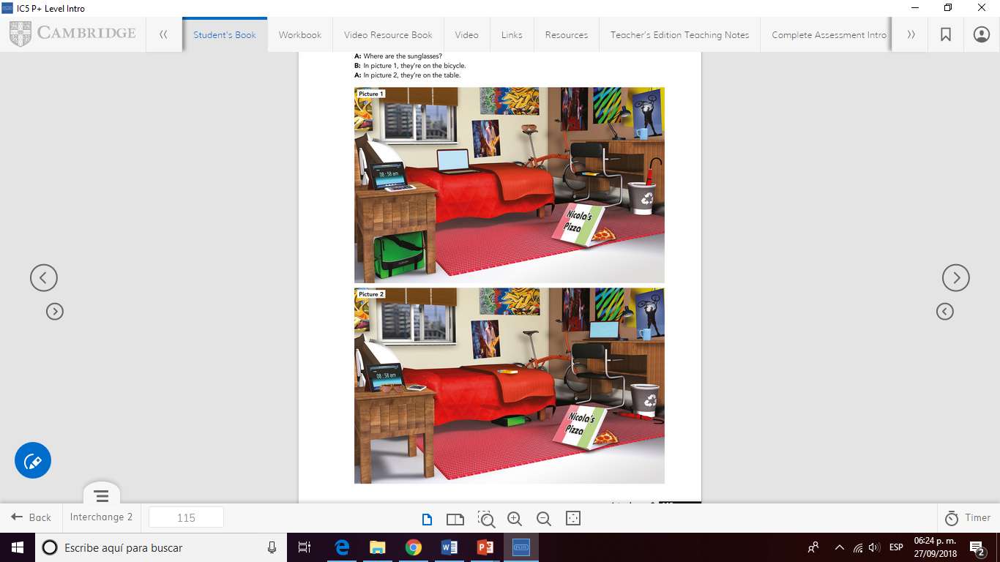 IC5 P+ Level Intro
CAMBRIDGE
Student's Book
Workbook
Video Resource Book
Video
Links
Resources
Teacher's Edition Teaching Notes
Complete Assessment Intro
A: Where are the sunglasses?
B: In picture 1, they're on the bicycle.
A: In picture 2, they're on the table.
Picture 1
08 : 58 am
Nicola's
Pizza
Picture 2
08 : 58 am
Nicola's
Pizza
Back
Interchange 2
115
Timer
Escribe aquí para buscar
PLUS
ESP
06:24 p. m.
27/09/2018
2